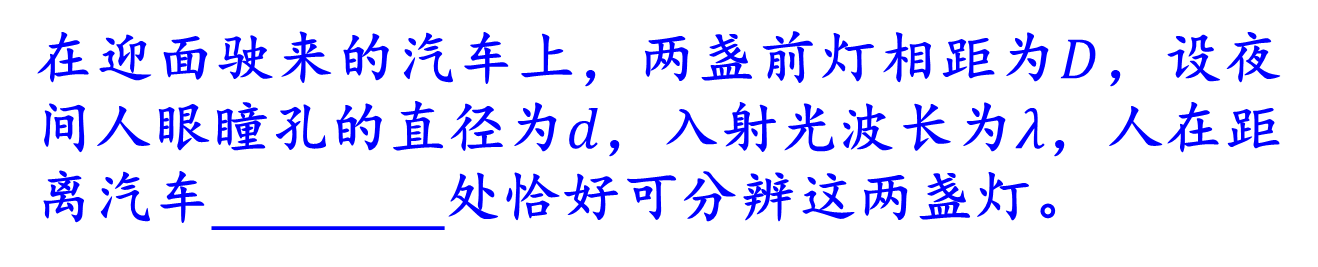 在迎面驶来的汽车上，两盏前灯相距为D，设夜
间人眼瞳孔的直径为d，入射光波长为λ，人在距
离汽车________处恰好可分辨这两盏灯。